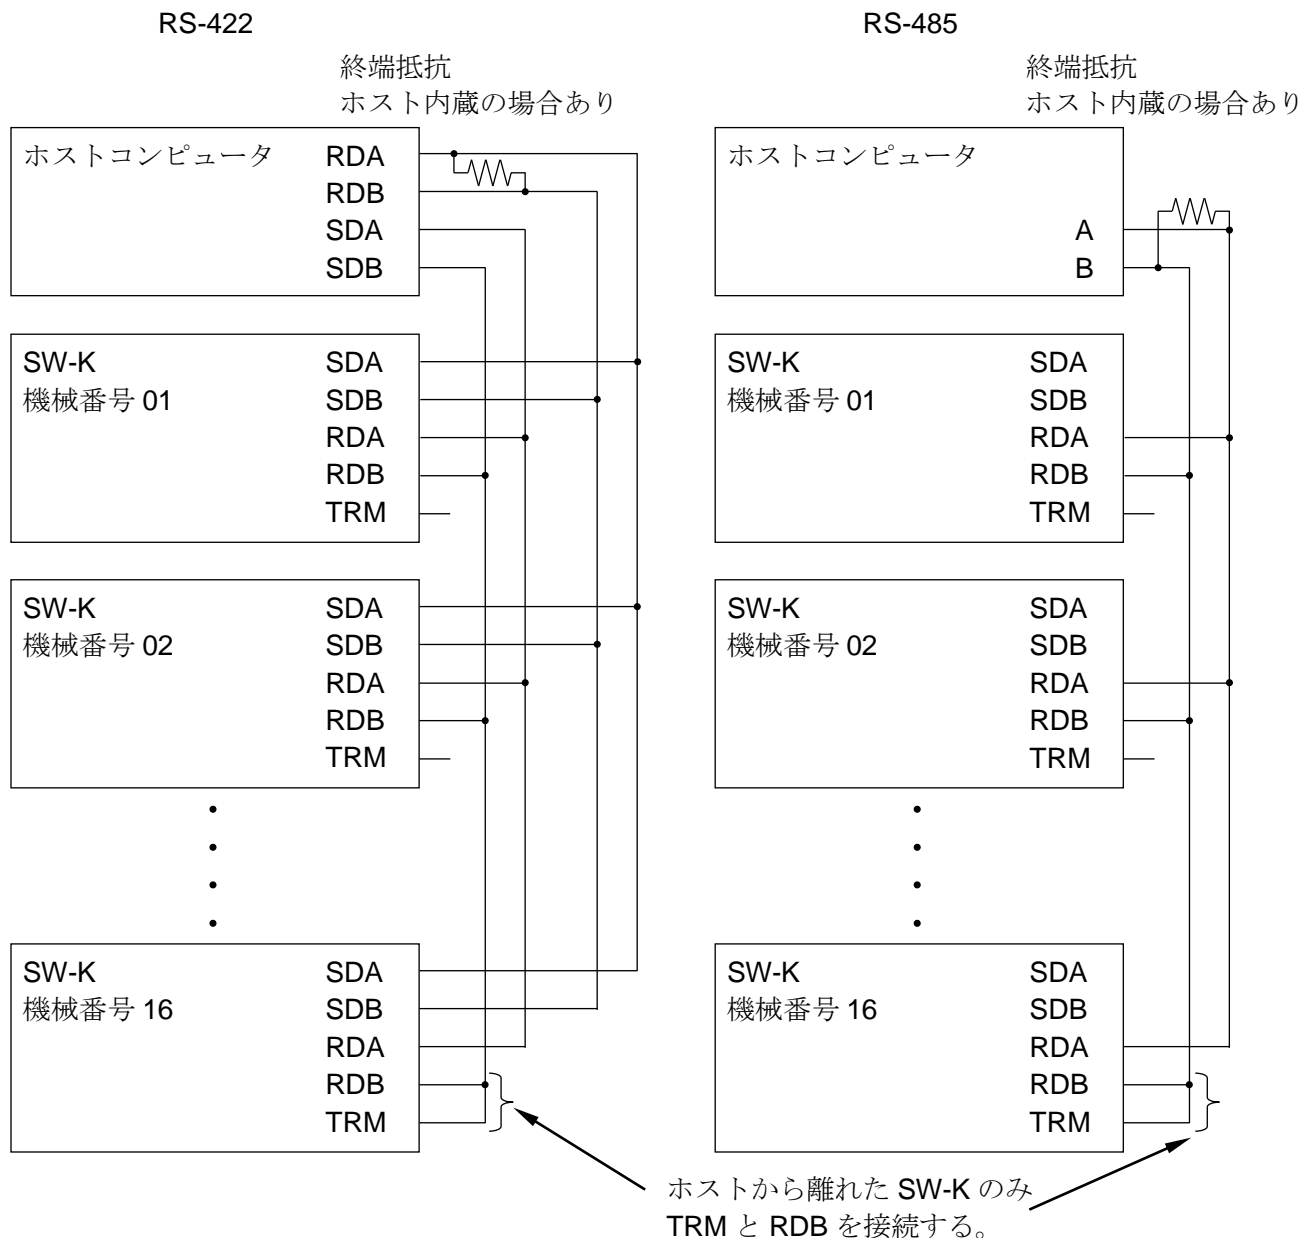 RS-422
終端抵抗
ホスト内蔵の場合あり
ホストコンピュータ
RDA
RDB
SDA
SDB
SW-K
機械番号 01
SDA
SDB
RDA
RDB
TRM
SW-K
機械番号 02
SDA
SDB
RDA
RDB
TRM
SW-K
機械番号 16
SDA
SDB
RDA
RDB
TRM
RS-485
終端抵抗
ホスト内蔵の場合あり
ホストコンピュータ
A
B
SW-K
機械番号 01
SDA
SDB
RDA
RDB
TRM
SW-K
機械番号 02
SDA
SDB
RDA
RDB
TRM
SW-K
機械番号 16
SDA
SDB
RDA
RDB
TRM
ホストから離れた SW-K のみ
TRM と RDB を接続する。